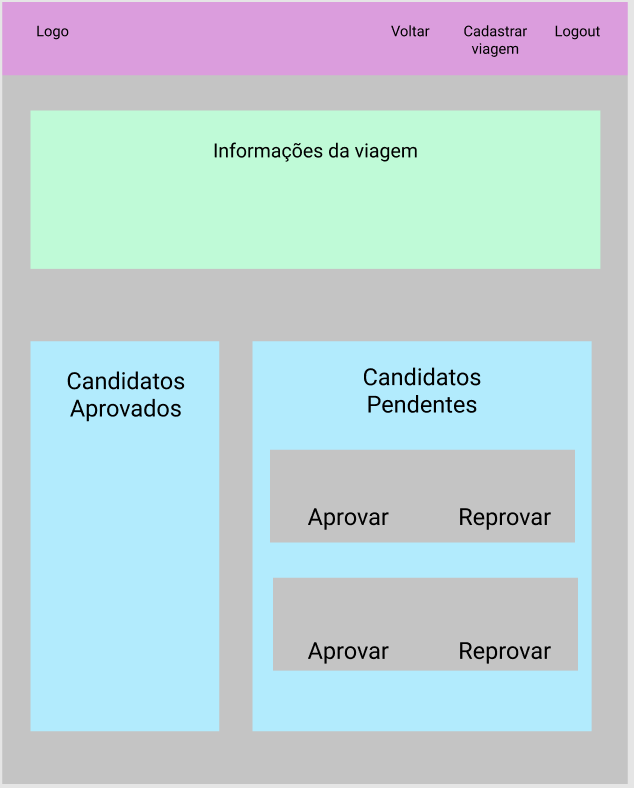 Logo
Voltar
Cadastrar
viagem
Logout
Informações da viagem
Candidatos
Aprovados
Candidatos
Pendentes
Aprovar
Reprovar
Aprovar
Reprovar